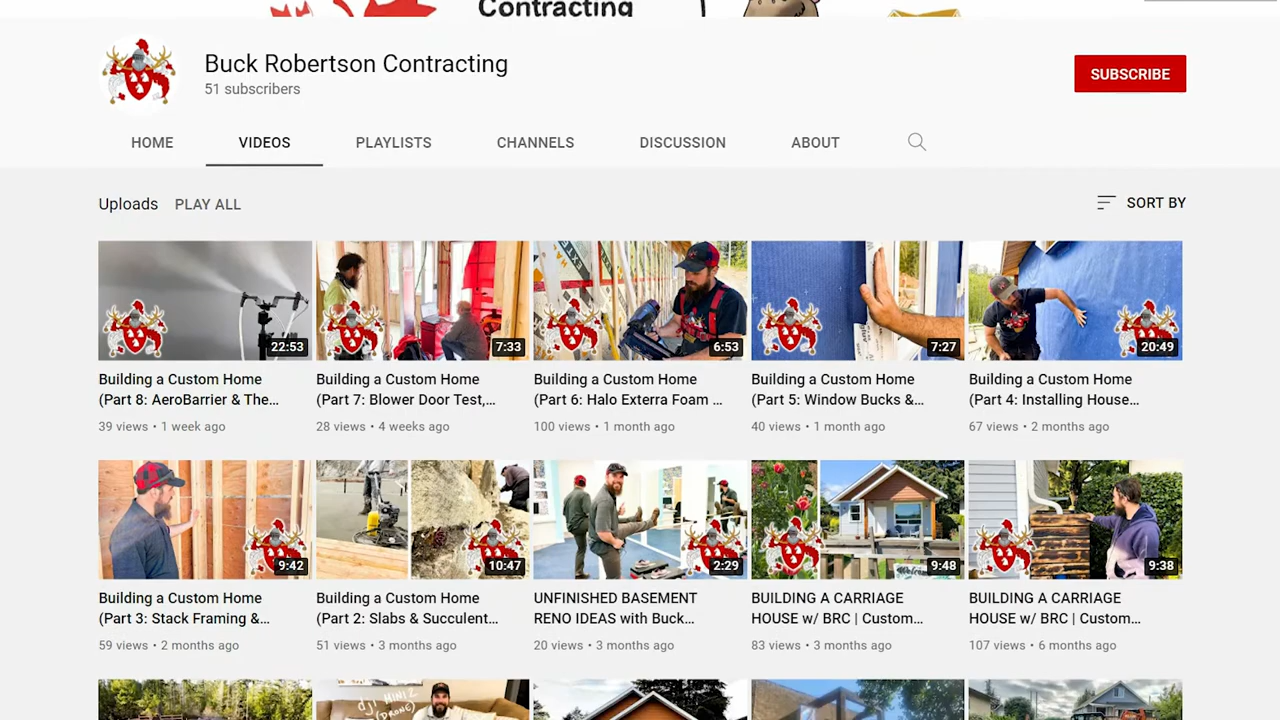 Contracting
Buck Robertson Contracting
51 subscribers
SUBSCRIBE
HOME VIDEOS PLAYLISTS CHANNELS DISCUSSION ABOUT
Uploads PLAY ALL SORT BY
22:53 7:33 6:53 7:27 20:49
Building a Custom Home
(Part 8: AeroBarrier & The...
39 views • 1 week ago
Building a Custom Home
(Part 7: Blower Door Test,...
28 views • 4 weeks ago
Building a Custom Home
(Part 6: Halo Exterra Foam ...
100 views • 1 month ago
Building a Custom Home
(Part 5: Window Bucks &...
40 views • 1 month ago
Building a Custom Home
(Part 4: Installing House...
67 views • 2 months ago
9:42 10:47 2:29 9:48 9:38
Building a Custom Home
(Part 3: Stack Framing &...
59 views • 2 months ago
Building a Custom Home
(Part 2: Slabs & Succulent...
51 views • 3 months ago
UNFINISHED BASEMENT
RENO IDEAS with Buck...
20 views • 3 months ago
BUILDING A CARRIAGE
HOUSE w/ BRC | Custom...
83 views • 3 months ago
BUILDING A CARRIAGE
HOUSE w/ BRC | Custom...
107 views • 6 months ago
dji MINI 2
(DRONE)